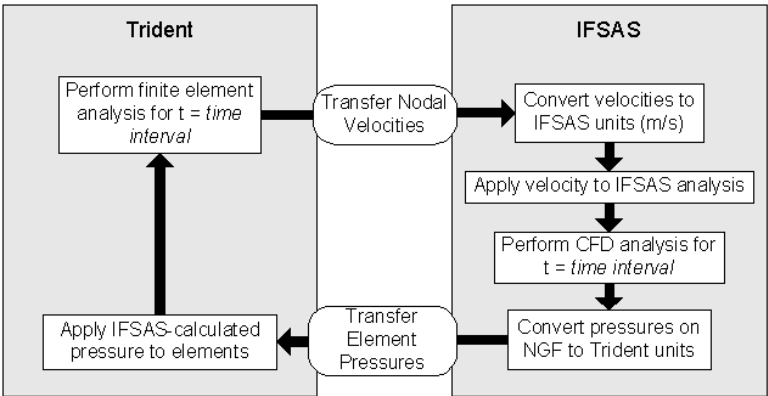 Trident
Perform finite element
analysis for t = time
interval
Transfer Nodal
Velocities
IFSAS
Convert velocities to
IFSAS units (m/s)
Apply velocity to IFSAS analysis
Perform CFD analysis for
t = time interval
Convert pressures on
NGF to Trident units
Transfer
Element
Pressures
Apply IFSAS-calculated
pressure to elements